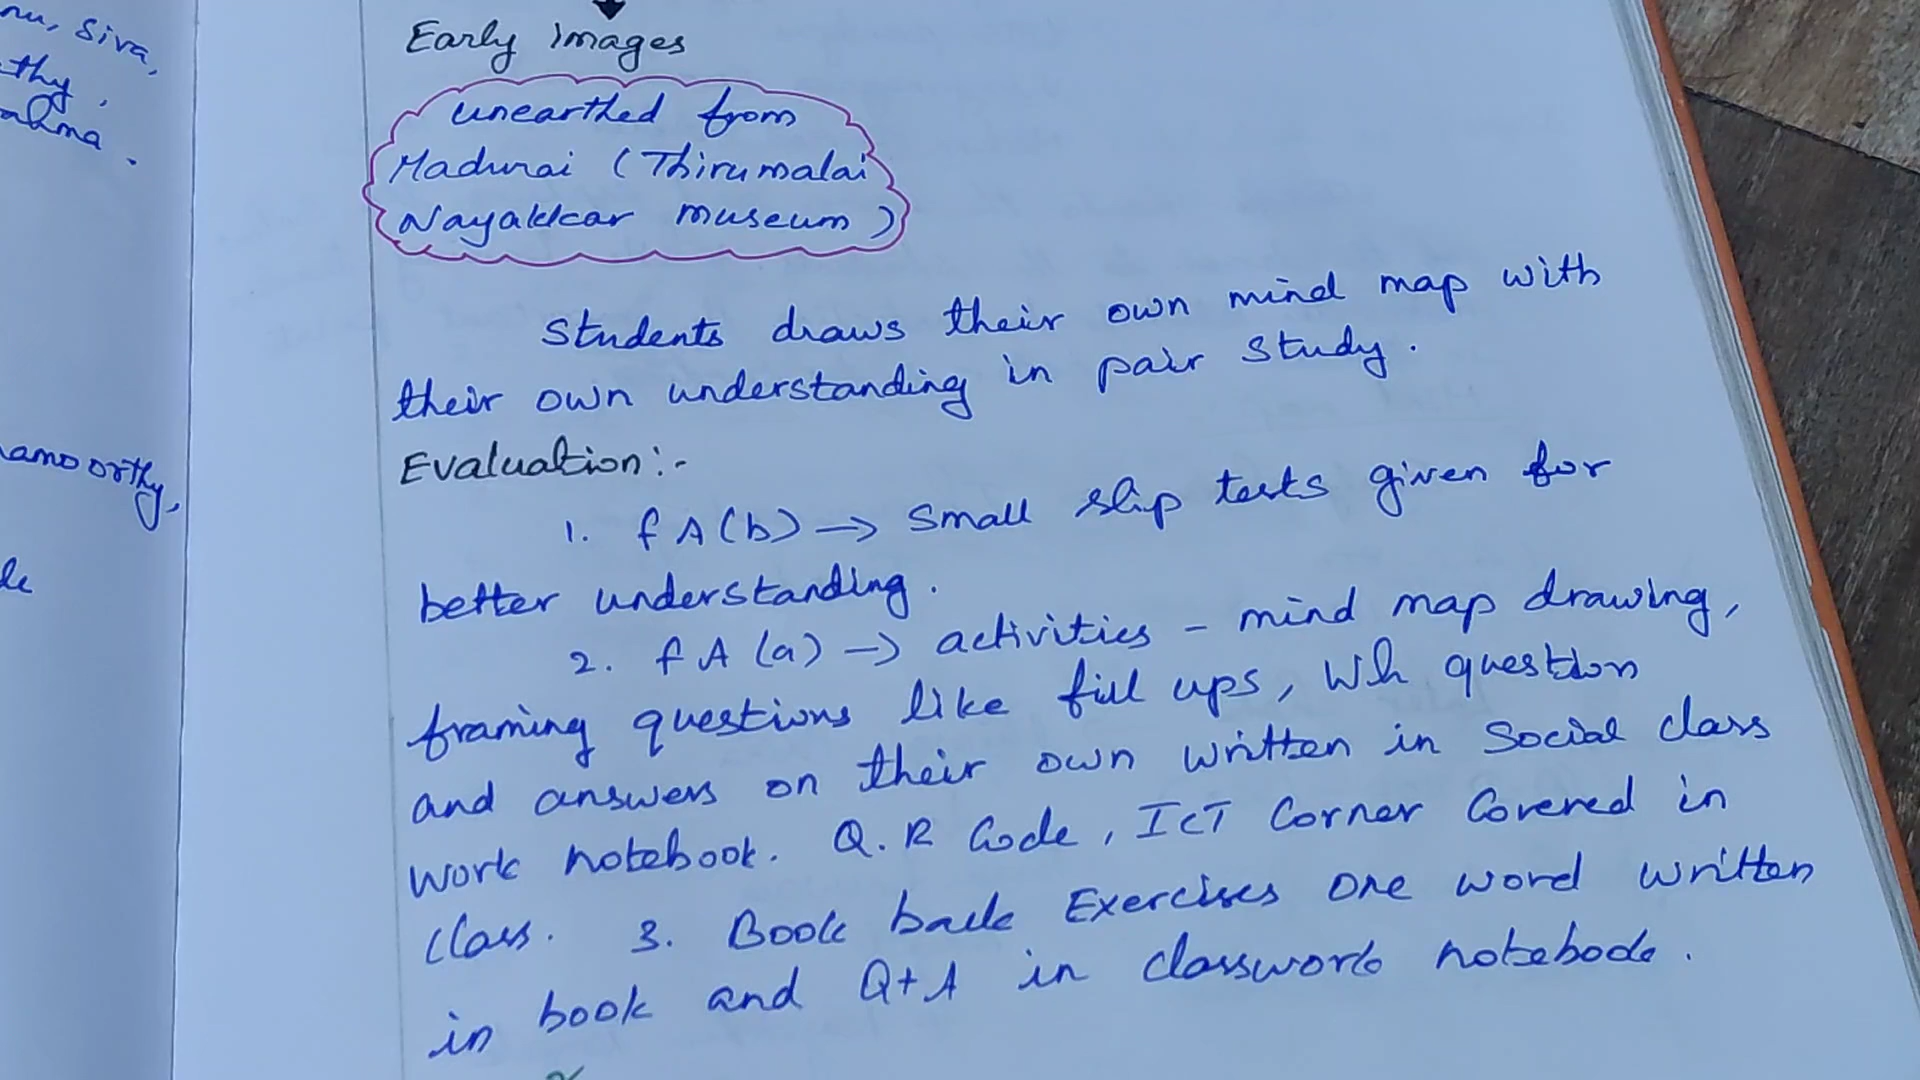 Siva,
Early Images
unearthed from
Madurai (Thirumalai
Nayakkar museum)
Students draws their own mind map with
their own understanding in pair study.
Evaluation:-
1. fA(b) → Small slip tests given for
better understanding.
2. fA(a) → activities - mind map drawing,
framing questions like fill ups, Wh question
and answers on their own written in Social class
work notebook. Q.R Code, ICT Corner Covered in
class. 3. Book back Exercises one word written
in book and Q+A in classwork notebook.